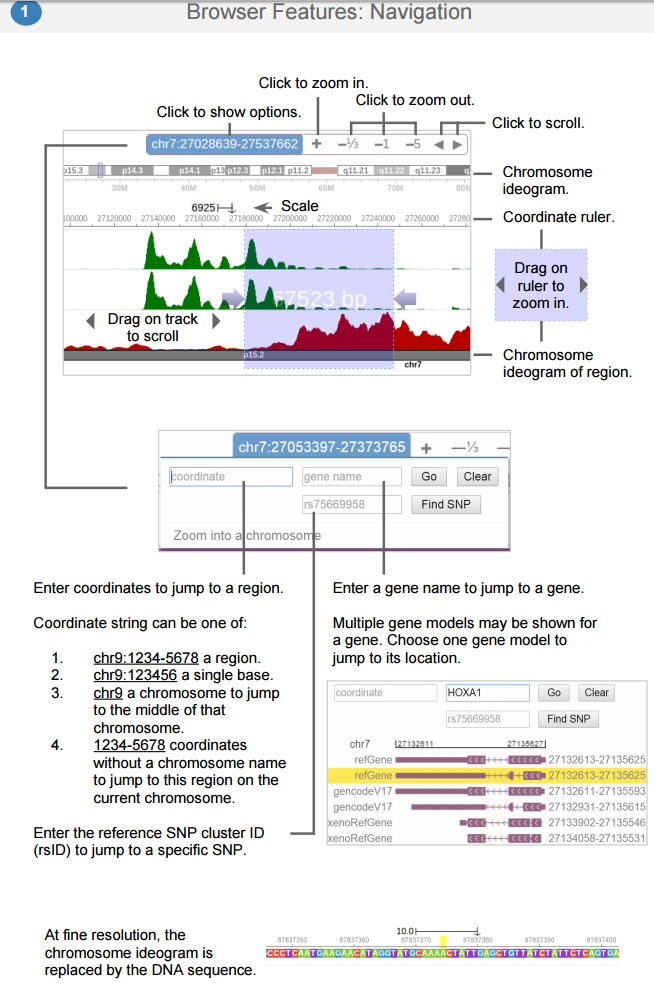 1
Browser Features: Navigation
Click to zoom in.
Click to zoom out.
Click to show options.
Click to scroll.
chr7:27028639-27537662 + −⅓ −1 −5
p15.3 p14.3 p14.1 p13 p12.3 p12.1 p11.2 q11.21 q11.22 q11.23
Chromosome
ideogram.
30M 40M 50M 60M 70M 80M
6925
Scale
100000 27120000 27140000 27160000 27180000 27200000 27220000 27240000 27260000 27280
Coordinate ruler.
Drag on
ruler to
zoom in.
67523 bp
Drag on track
to scroll
p15.2
chr7
Chromosome
ideogram of region.
chr7:27053397-27373765 + −⅓
coordinate gene name Go Clear
rs75669958 Find SNP
Zoom into a chromosome
Enter coordinates to jump to a region.
Coordinate string can be one of:
1. chr9:1234-5678 a region.
2. chr9:123456 a single base.
3. chr9 a chromosome to jump
to the middle of that
chromosome.
4. 1234-5678 coordinates
without a chromosome name
to jump to this region on the
current chromosome.
Enter the reference SNP cluster ID
(rsID) to jump to a specific SNP.
Enter a gene name to jump to a gene.
Multiple gene models may be shown for
a gene. Choose one gene model to
jump to its location.
coordinate HOXA1 Go Clear
rs75669958 Find SNP
chr7 27132611 27135627
refGene 27132613-27135625
refGene 27132613-27135625
gencodeV17 27132611-27135593
gencodeV17 27132931-27135615
xenoRefGene 27133902-27135546
xenoRefGene 27134058-27135531
At fine resolution, the
chromosome ideogram is
replaced by the DNA sequence.
10.0
87837350 87837360 87837370 87837380 87837390 87837400